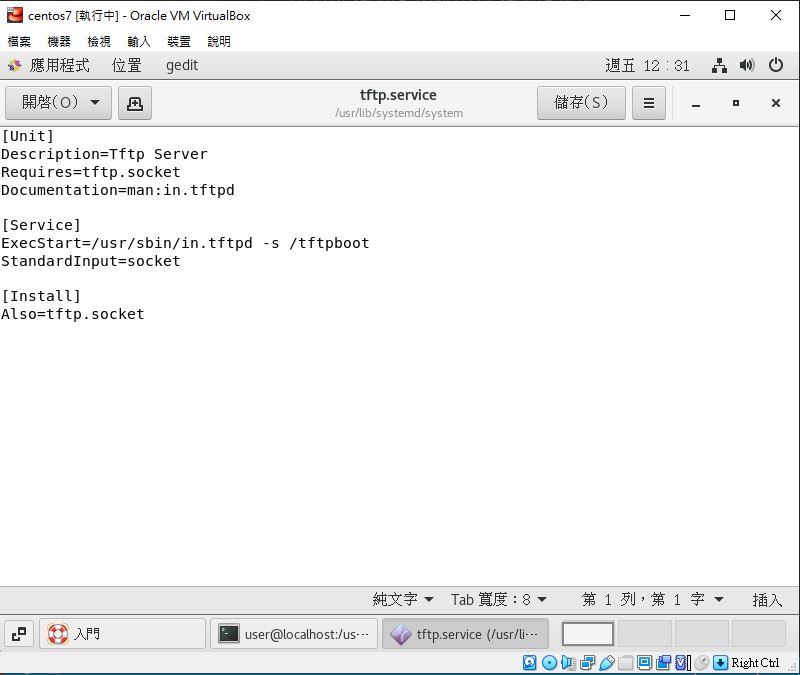 centos7 [執行中] - Oracle VM VirtualBox
檔案 機器 檢視 輸入 裝置 說明
應用程式 位置 gedit 週五 12：31
開啓(O) tftp.service 儲存(S)
/usr/lib/systemd/system
[Unit]
Description=Tftp Server
Requires=tftp.socket
Documentation=man:in.tftpd
[Service]
ExecStart=/usr/sbin/in.tftpd -s /tftpboot
StandardInput=socket
[Install]
Also=tftp.socket
純文字 Tab 寬度：8 第 1 列，第 1 字 插入
入門 user@localhost:/us… tftp.service (/usr/li…
Right Ctrl